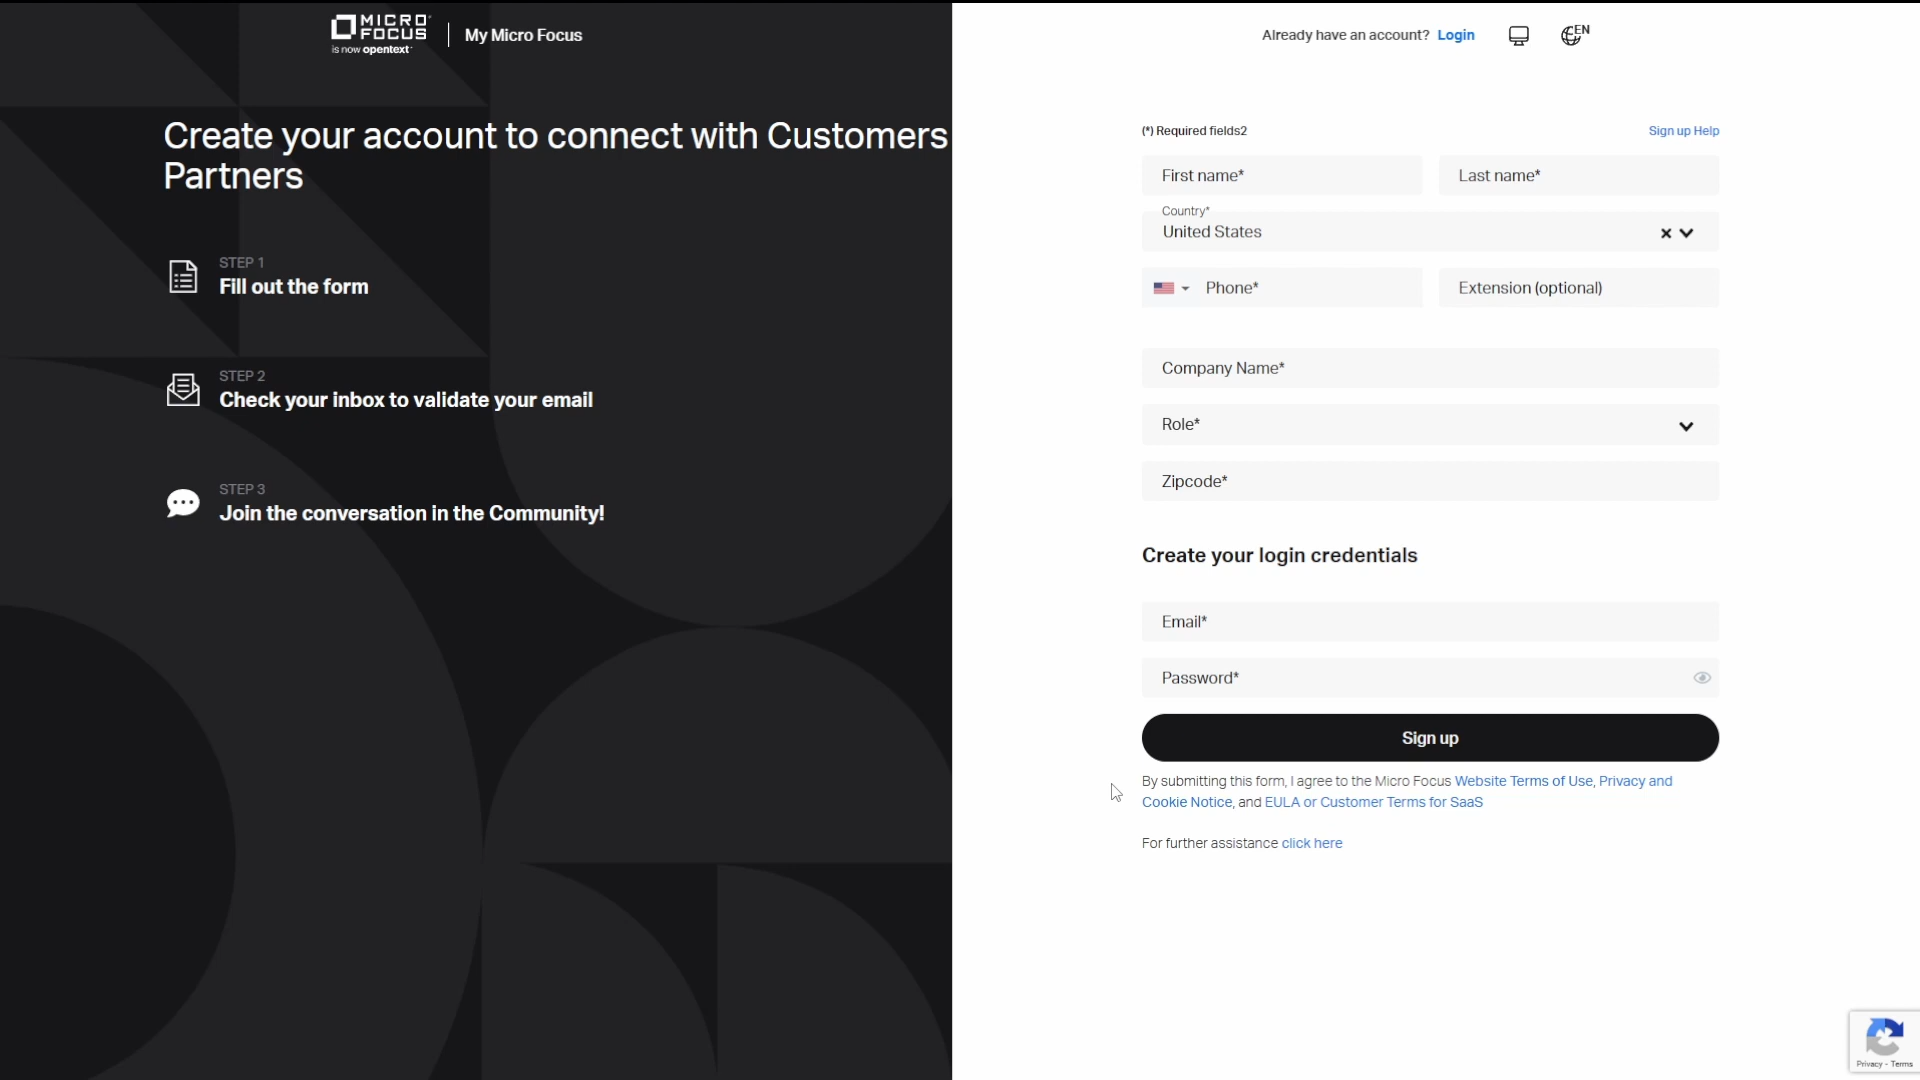 MICRO
FOCUS
is now opentext
My Micro Focus
Create your account to connect with Customers
Partners
STEP 1
Fill out the form
STEP 2
Check your inbox to validate your email
STEP 3
Join the conversation in the Community!
Already have an account? Login
EN
(*) Required fields2
Sign up Help
First name*
Last name*
Country*
United States
Phone*
Extension (optional)
Company Name*
Role*
Zipcode*
Create your login credentials
Email*
Password*
Sign up
By submitting this form, I agree to the Micro Focus Website Terms of Use, Privacy and
Cookie Notice, and EULA or Customer Terms for SaaS
For further assistance click here
Privacy - Terms